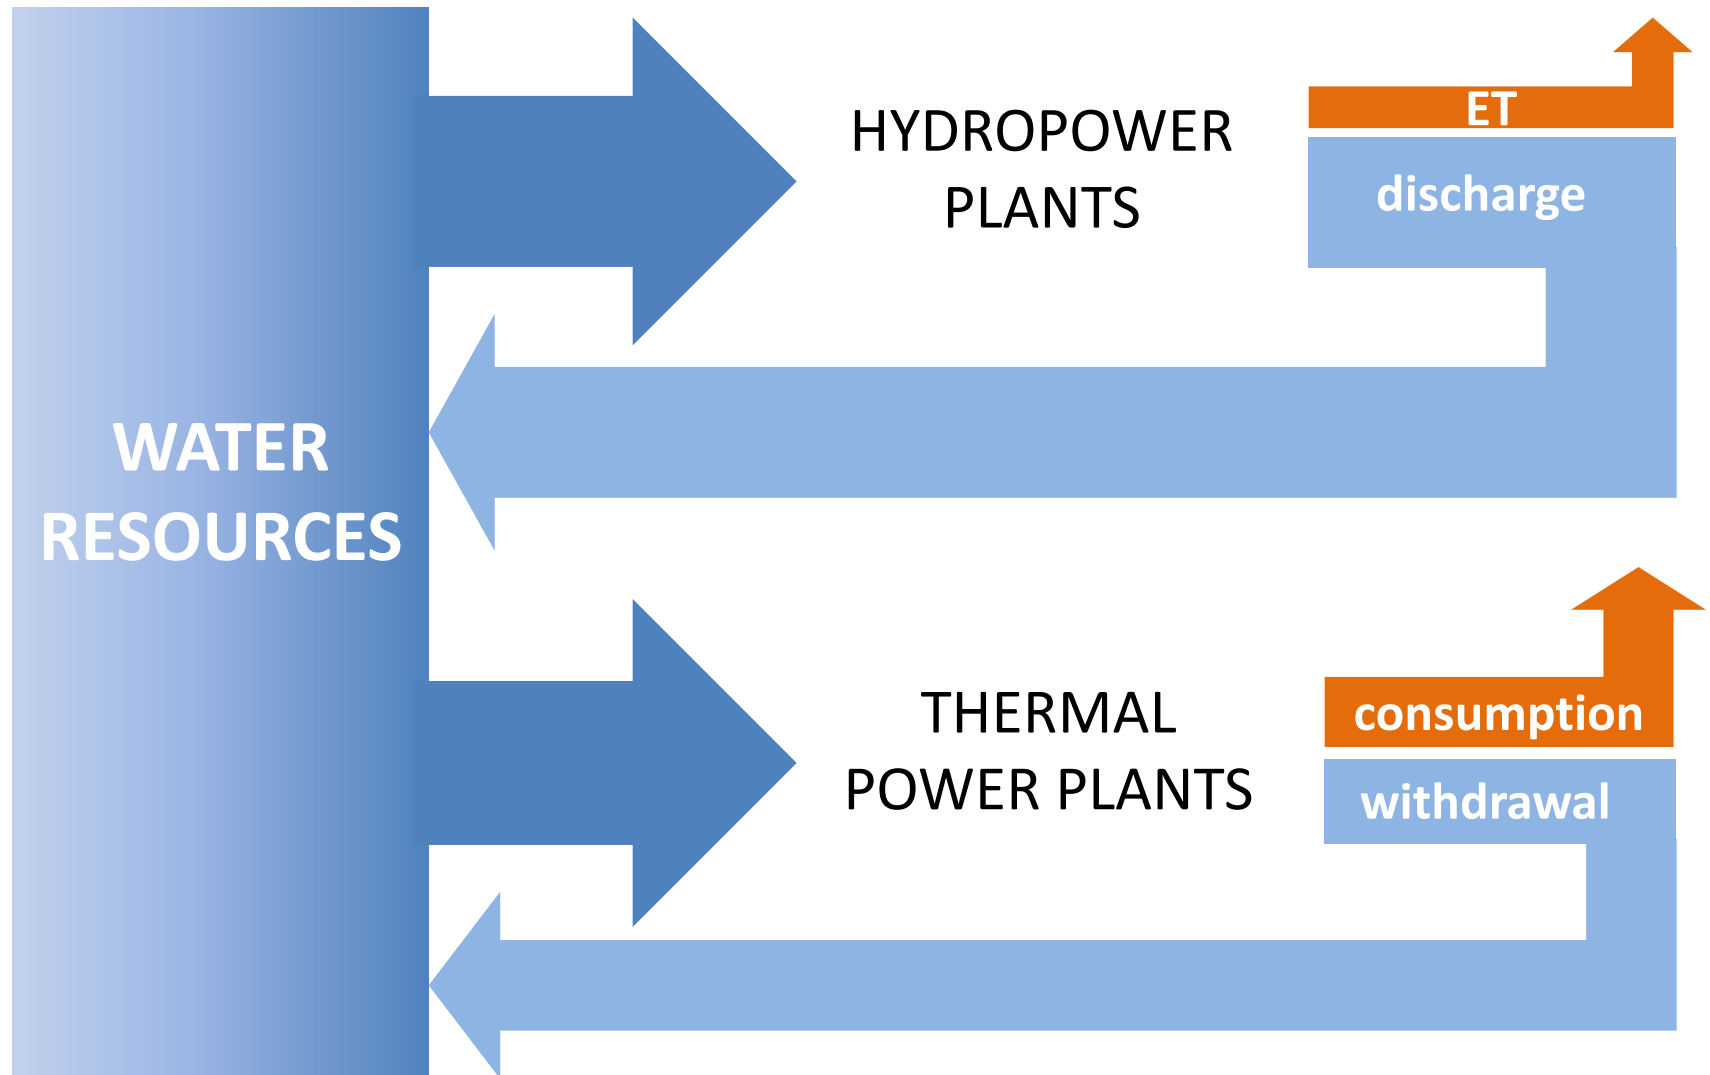 WATER
RESOURCES
HYDROPOWER
PLANTS
ET
discharge
THERMAL
POWER PLANTS
consumption
withdrawal